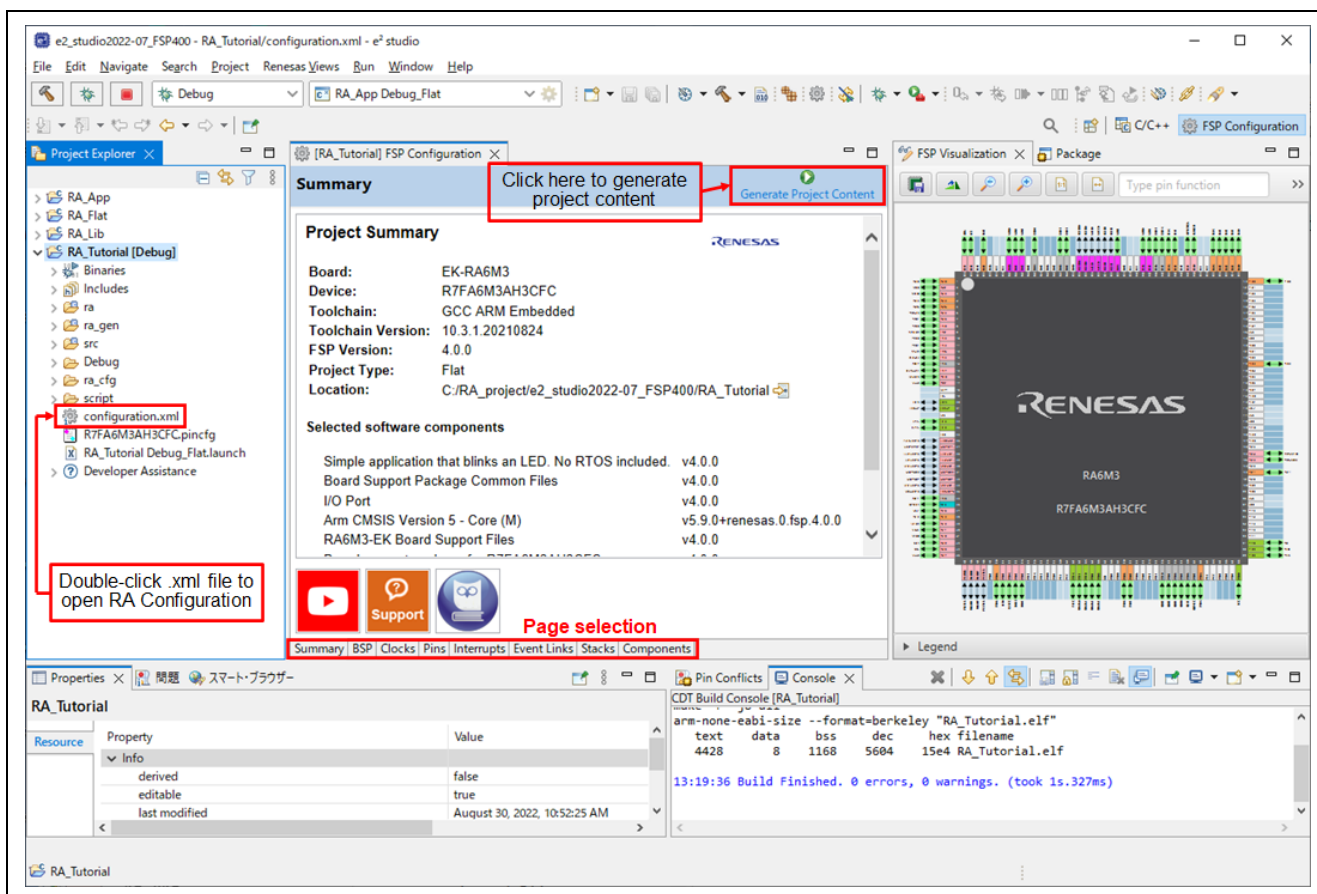 e2_studio2022-07_FSP400 - RA_Tutorial/configuration.xml - e² studio
File Edit Navigate Search Project Renesas Views Run Window Help
Debug
RA_App Debug_Flat
C/C++
FSP Configuration
Project Explorer
RA_App
RA_Flat
RA_Lib
RA_Tutorial [Debug]
Binaries
Includes
ra
ra_gen
src
Debug
ra_cfg
script
configuration.xml
R7FA6M3AH3CFC.pincfg
RA_Tutorial Debug_Flat.launch
Developer Assistance
Double-click .xml file to
open RA Configuration
[RA_Tutorial] FSP Configuration
Summary
Click here to generate
project content
Generate Project Content
Project Summary
RENESAS
Board: EK-RA6M3
Device: R7FA6M3AH3CFC
Toolchain: GCC ARM Embedded
Toolchain Version: 10.3.1.20210824
FSP Version: 4.0.0
Project Type: Flat
Location: C:/RA_project/e2_studio2022-07_FSP400/RA_Tutorial
Selected software components
Simple application that blinks an LED. No RTOS included. v4.0.0
Board Support Package Common Files v4.0.0
I/O Port v4.0.0
Arm CMSIS Version 5 - Core (M) v5.9.0+renesas.0.fsp.4.0.0
RA6M3-EK Board Support Files v4.0.0
Support
Page selection
Summary BSP Clocks Pins Interrupts Event Links Stacks Components
FSP Visualization
Package
Type pin function
RENESAS
RA6M3
R7FA6M3AH3CFC
Legend
Properties
問題
スマート・ブラウザー
RA_Tutorial
Resource
Property Value
Info
derived false
editable true
last modified August 30, 2022, 10:52:25 AM
Pin Conflicts
Console
CDT Build Console [RA_Tutorial]
arm-none-eabi-size --format=berkeley "RA_Tutorial.elf"
text data bss dec hex filename
4428 8 1168 5604 15e4 RA_Tutorial.elf
13:19:36 Build Finished. 0 errors, 0 warnings. (took 1s.327ms)
RA_Tutorial